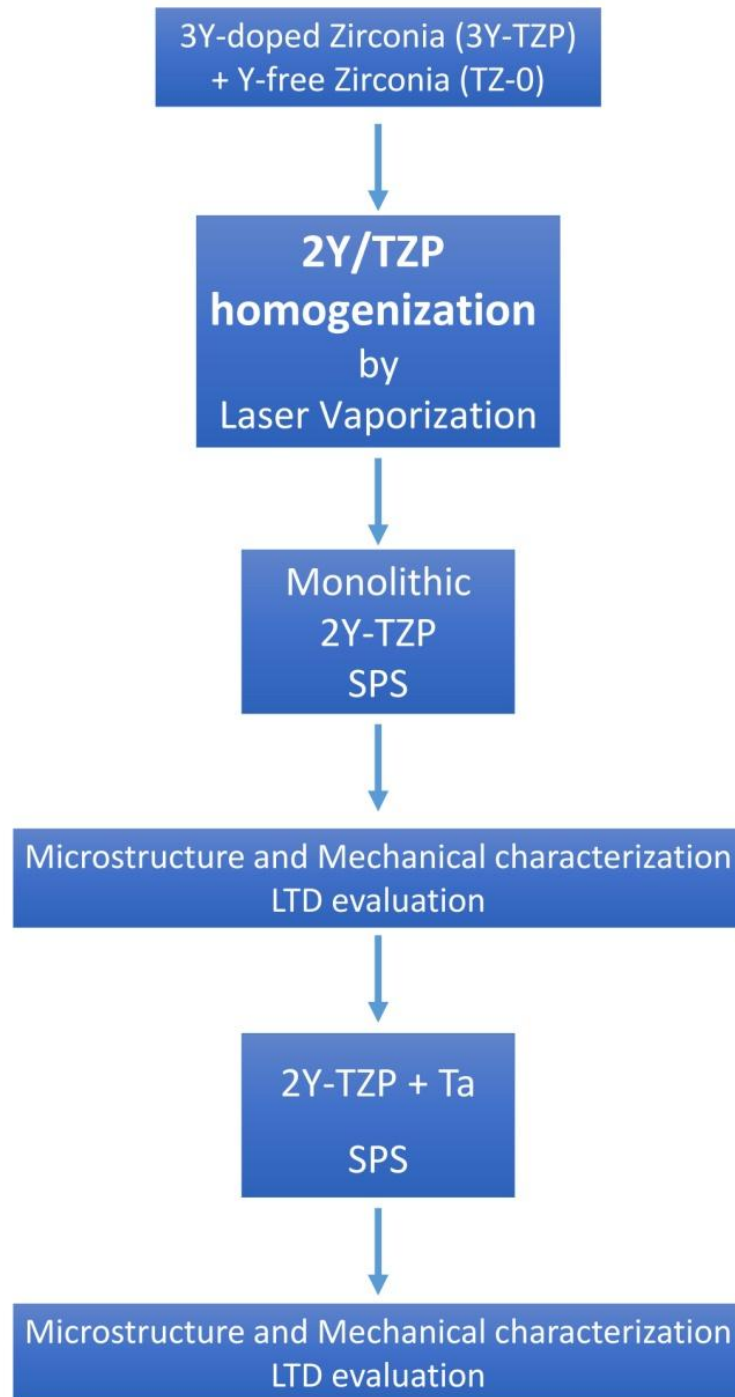 3Y-doped Zirconia (3Y-TZP)
+ Y-free Zirconia (TZ-0)
2Y/TZP
homogenization
by
Laser Vaporization
Monolithic
2Y-TZP
SPS
Microstructure and Mechanical characterization
LTD evaluation
2Y-TZP + Ta
SPS
Microstructure and Mechanical characterization
LTD evaluation